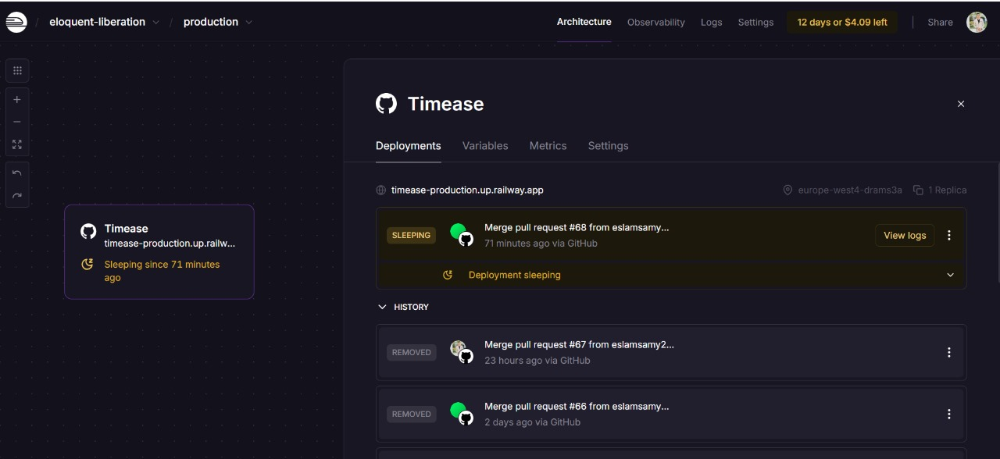 / eloquent-liberation / production
Architecture Observability Logs Settings 12 days or $4.09 left Share
Timease
timease-production.up.railw...
Sleeping since 71 minutes
ago
Timease
Deployments Variables Metrics Settings
timease-production.up.railway.app europe-west4-drams3a 1 Replica
SLEEPING Merge pull request #68 from eslamsamy... View logs
71 minutes ago via GitHub
Deployment sleeping
HISTORY
REMOVED Merge pull request #67 from eslamsamy2...
23 hours ago via GitHub
REMOVED Merge pull request #66 from eslamsamy...
2 days ago via GitHub